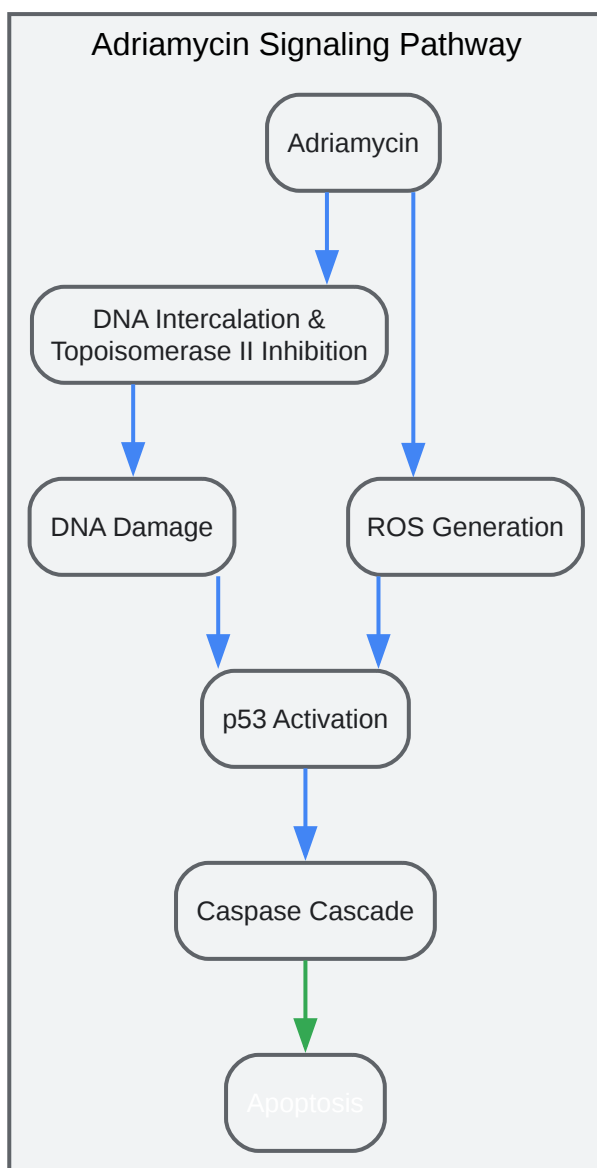 Adriamycin Signaling Pathway
Adriamycin
DNA Intercalation &
Topoisomerase II Inhibition
DNA Damage
ROS Generation
p53 Activation
Caspase Cascade
Apoptosis